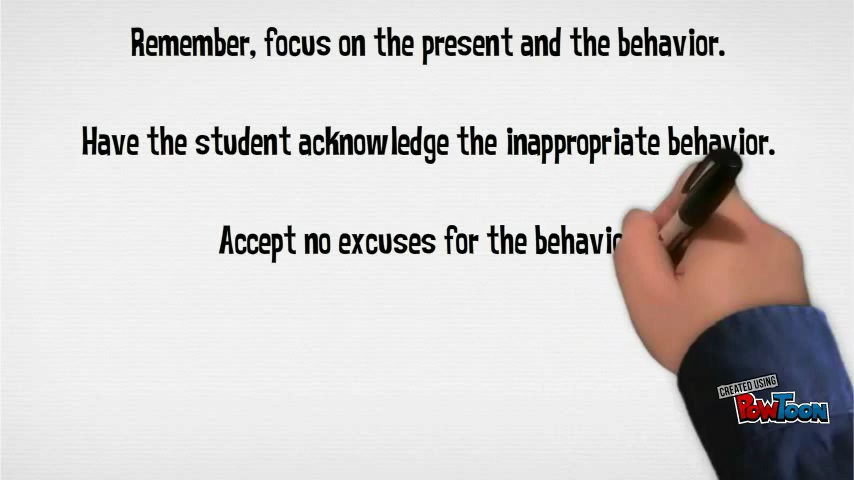 Remember, focus on the present and the behavior.
Have the student acknowledge the inappropriate behavior.
Accept no excuses for the
CREATED USING
POWTOON